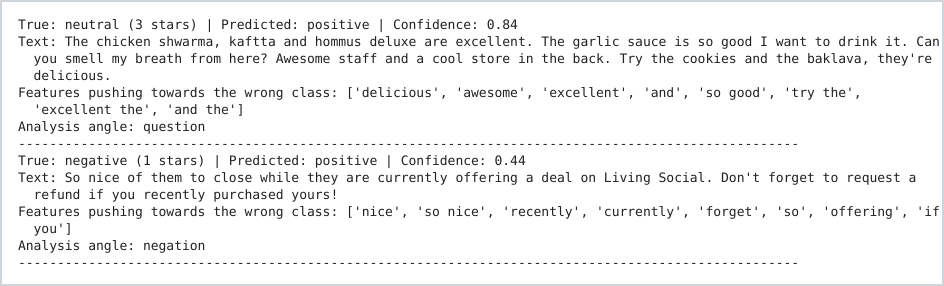 True: neutral (3 stars) | Predicted: positive | Confidence: 0.84
Text: The chicken shwarma, kaftta and hommus deluxe are excellent. The garlic sauce is so good I want to drink it. Can
you smell my breath from here? Awesome staff and a cool store in the back. Try the cookies and the baklava, they're
delicious.
Features pushing towards the wrong class: ['delicious', 'awesome', 'excellent', 'and', 'so good', 'try the',
'excellent the', 'and the']
Analysis angle: question
----------------------------------------------------------------------------------------------------
True: negative (1 stars) | Predicted: positive | Confidence: 0.44
Text: So nice of them to close while they are currently offering a deal on Living Social. Don't forget to request a
refund if you recently purchased yours!
Features pushing towards the wrong class: ['nice', 'so nice', 'recently', 'currently', 'forget', 'so', 'offering', 'if
you']
Analysis angle: negation
----------------------------------------------------------------------------------------------------